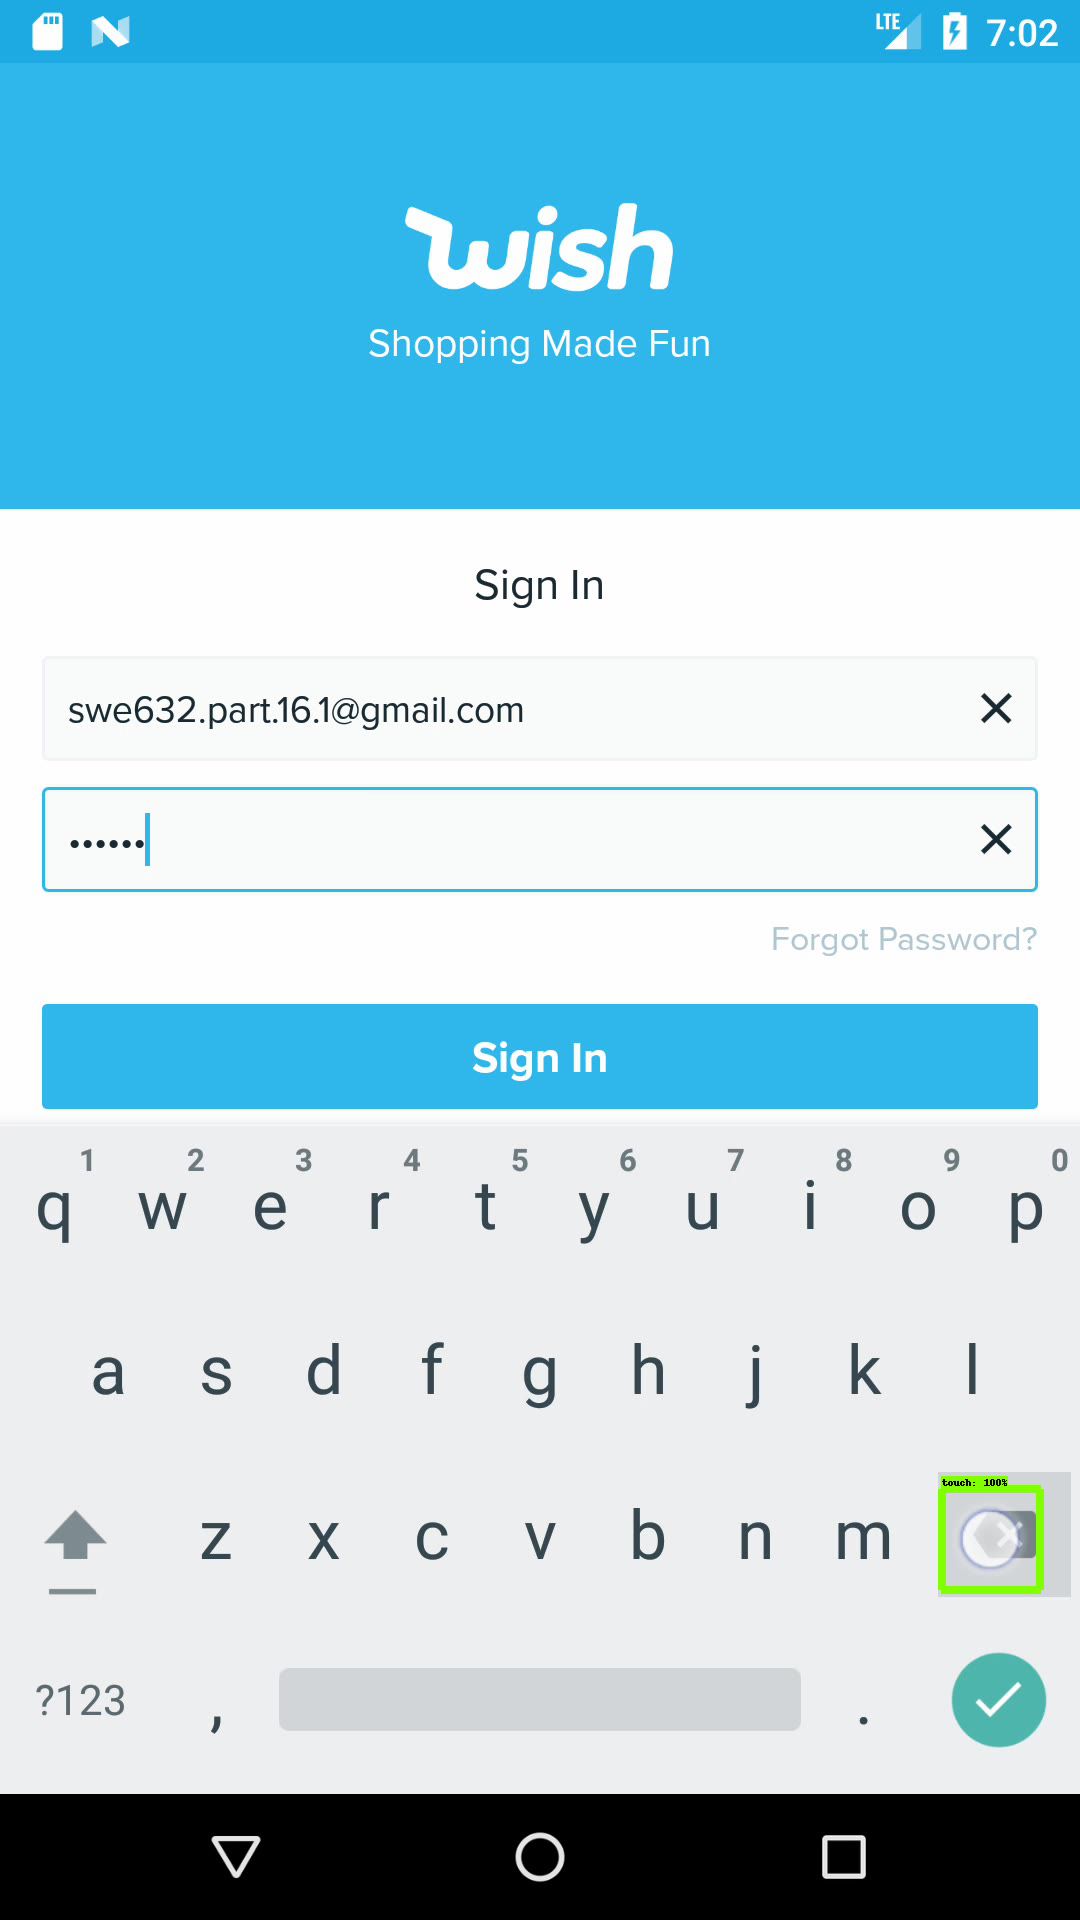 LTE 7:02
wish
Shopping Made Fun
Sign In
swe632.part.16.1@gmail.com
••••••
Forgot Password?
Sign In
1 2 3 4 5 6 7 8 9 0
q w e r t y u i o p
a s d f g h j k l
touch: 100%
z x c v b n m
?123 , .